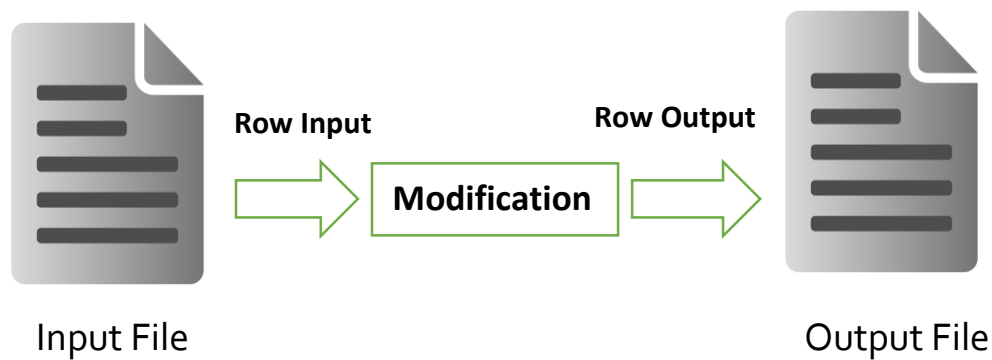 Row Input
Row Output
Modification
Input File
Output File